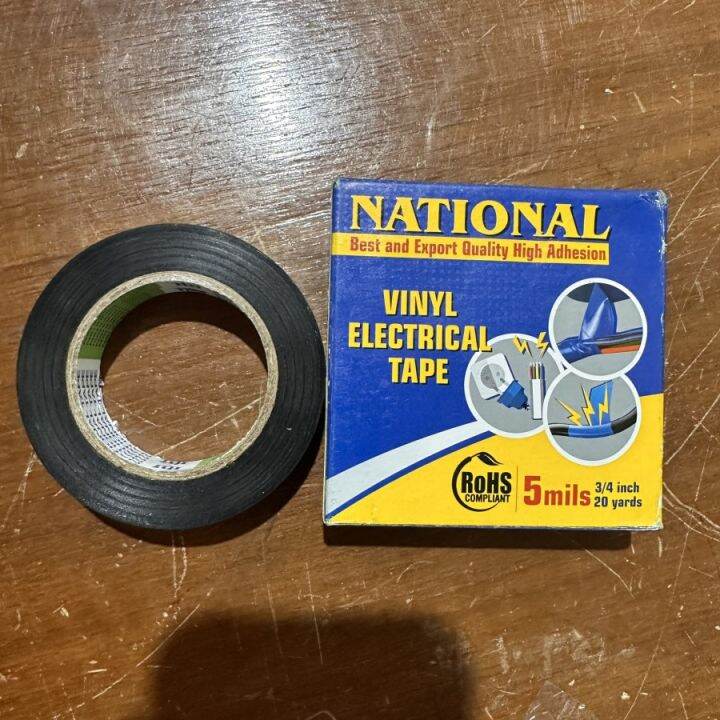 NATIONAL
Best and Export Quality High Adhesion
VINYL
ELECTRICAL
TAPE
RoHS
COMPLIANT
5mils
3/4 inch
20 yards